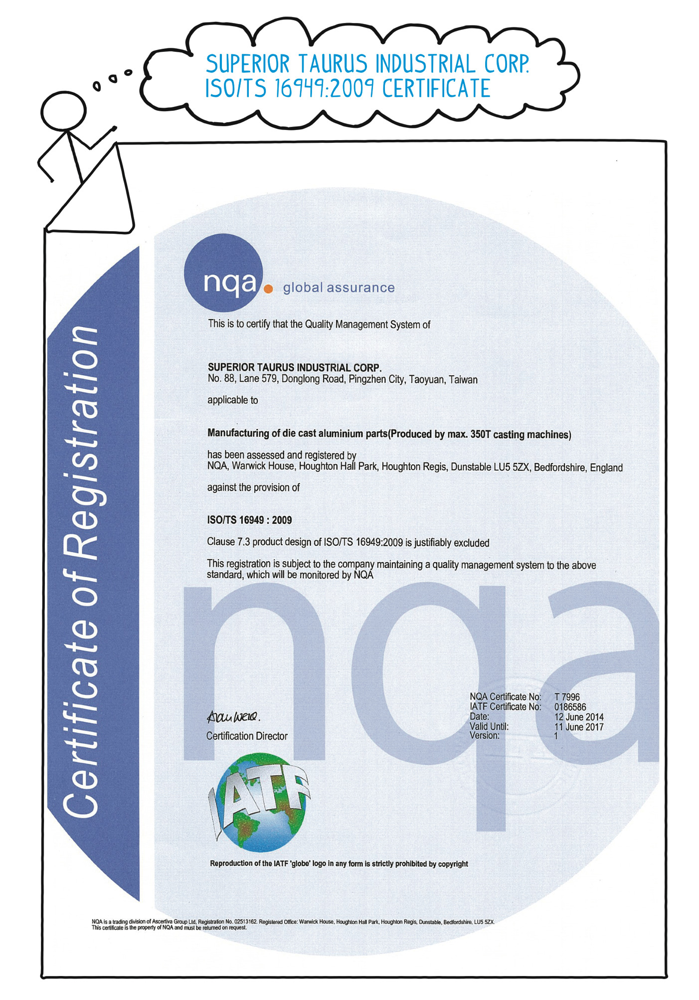 SUPERIOR TAURUS INDUSTRIAL CORP.
ISO/TS 16949:2009 CERTIFICATE
Certificate of Registration
nqa.
global assurance
This is to certify that the Quality Management System of
SUPERIOR TAURUS INDUSTRIAL CORP.
No. 88, Lane 579, Donglong Road, Pingzhen City, Taoyuan, Taiwan
applicable to
Manufacturing of die cast aluminium parts(Produced by max. 350T casting machines)
has been assessed and registered by
NQA, Warwick House, Houghton Hall Park, Houghton Regis, Dunstable LU5 5ZX, Bedfordshire, England
against the provision of
ISO/TS 16949 : 2009
Clause 7.3 product design of ISO/TS 16949:2009 is justifiably excluded
This registration is subject to the company maintaining a quality management system to the above
standard, which will be monitored by NQA
nqa
NQA Certificate No: T 7996
IATF Certificate No: 0186586
Date: 12 June 2014
Valid Until: 11 June 2017
Version: 1
Certification Director
IATF
Reproduction of the IATF 'globe' logo in any form is strictly prohibited by copyright
NQA is a trading division of Ascertiva Group Ltd, Registration No. 02513162. Registered Office: Warwick House, Houghton Hall Park, Houghton Regis, Dunstable, Bedfordshire, LU5 5ZX.
This certificate is the property of NQA and must be returned on request.